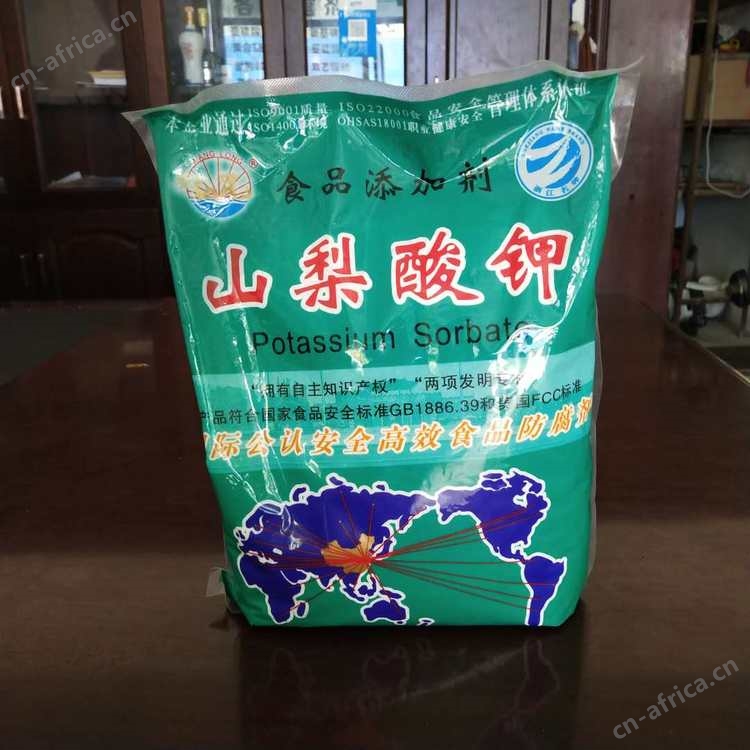 cn-africa.cn
本企业通过ISO9001质量 ISO22000食品安全管理体系认证
ISO14001环境 OHSAS18001职业健康安全
JIANG LONG ®
食品添加剂
浙江名牌
山梨酸钾
Potassium Sorbate
“拥有自主知识产权” “两项发明专利
产品符合国家食品安全标准GB1886.39和美国FCC标准
国际公认安全高效食品防腐剂
cn-africa.cn